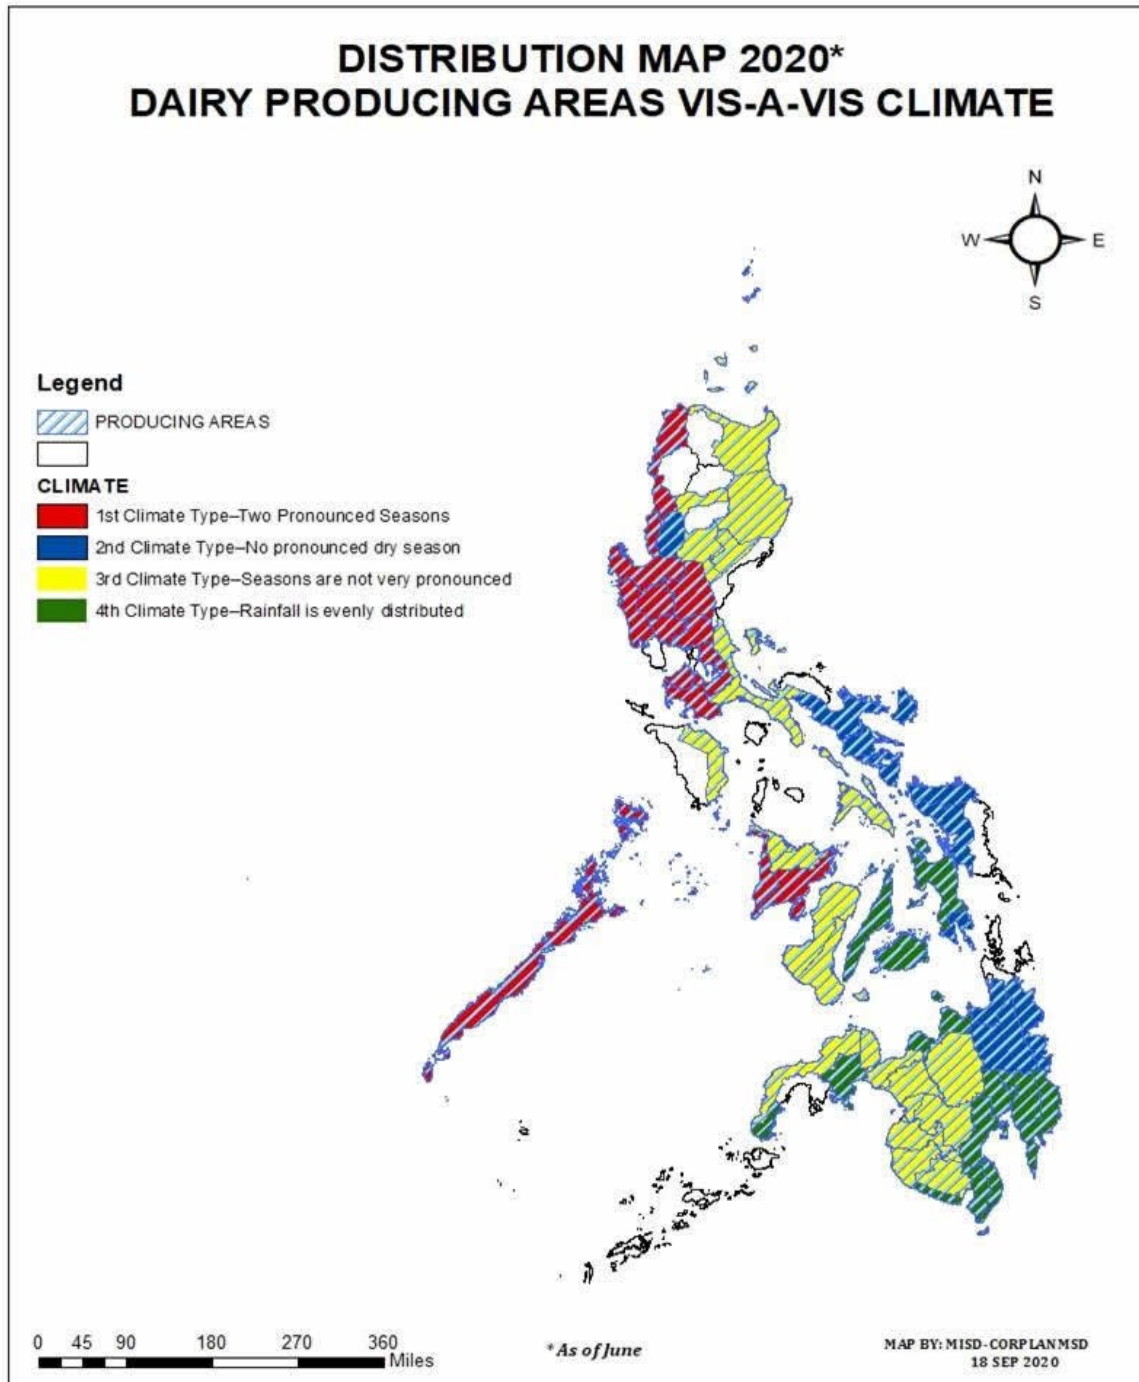 DISTRIBUTION MAP 2020*
DAIRY PRODUCING AREAS VIS-A-VIS CLIMATE
N
W E
S
Legend
PRODUCING AREAS
CLIMATE
1st Climate Type–Two Pronounced Seasons
2nd Climate Type–No pronounced dry season
3rd Climate Type–Seasons are not very pronounced
4th Climate Type–Rainfall is evenly distributed
0 45 90 180 270 360
Miles
*As of June
MAP BY: MISD-CORPLANMSD
18 SEP 2020